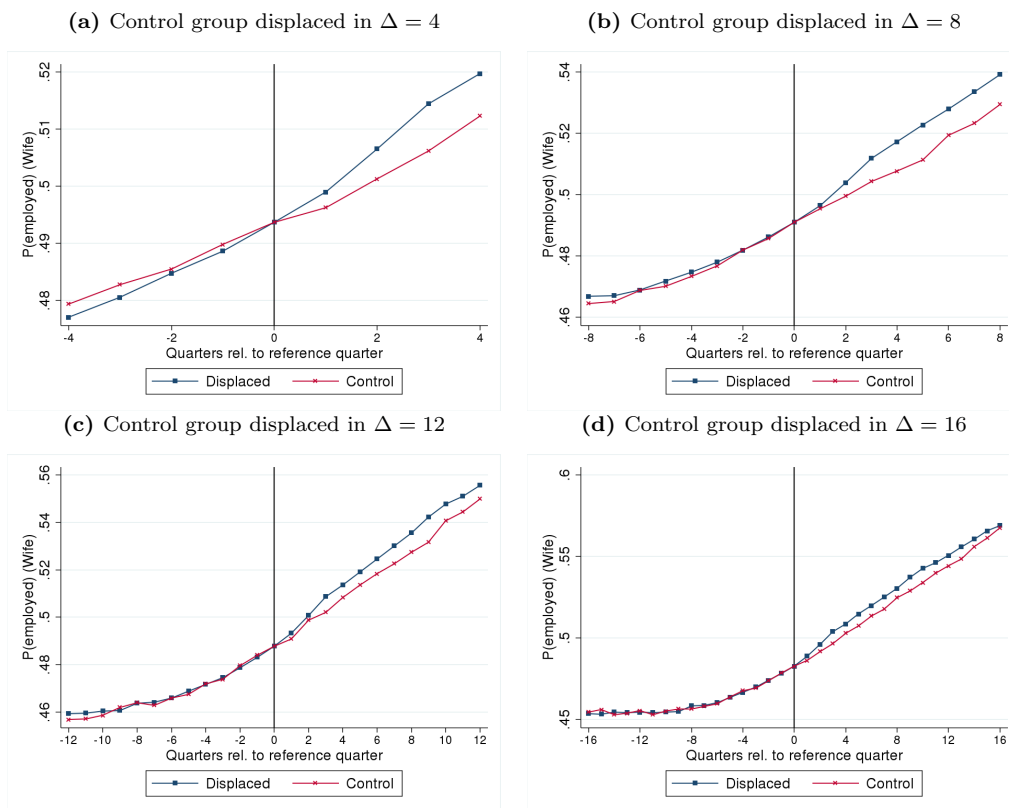 (a) Control group displaced in Δ = 4
P(employed) (Wife)
.52
.51
.5
.49
.48
-4 -2 0 2 4
Quarters rel. to reference quarter
Displaced Control
(b) Control group displaced in Δ = 8
P(employed) (Wife)
.54
.52
.5
.48
.46
-8 -6 -4 -2 0 2 4 6 8
Quarters rel. to reference quarter
Displaced Control
(c) Control group displaced in Δ = 12
P(employed) (Wife)
.56
.54
.52
.5
.48
.46
-12 -10 -8 -6 -4 -2 0 2 4 6 8 10 12
Quarters rel. to reference quarter
Displaced Control
(d) Control group displaced in Δ = 16
P(employed) (Wife)
.6
.55
.5
.45
-16 -12 -8 -4 0 4 8 12 16
Quarters rel. to reference quarter
Displaced Control